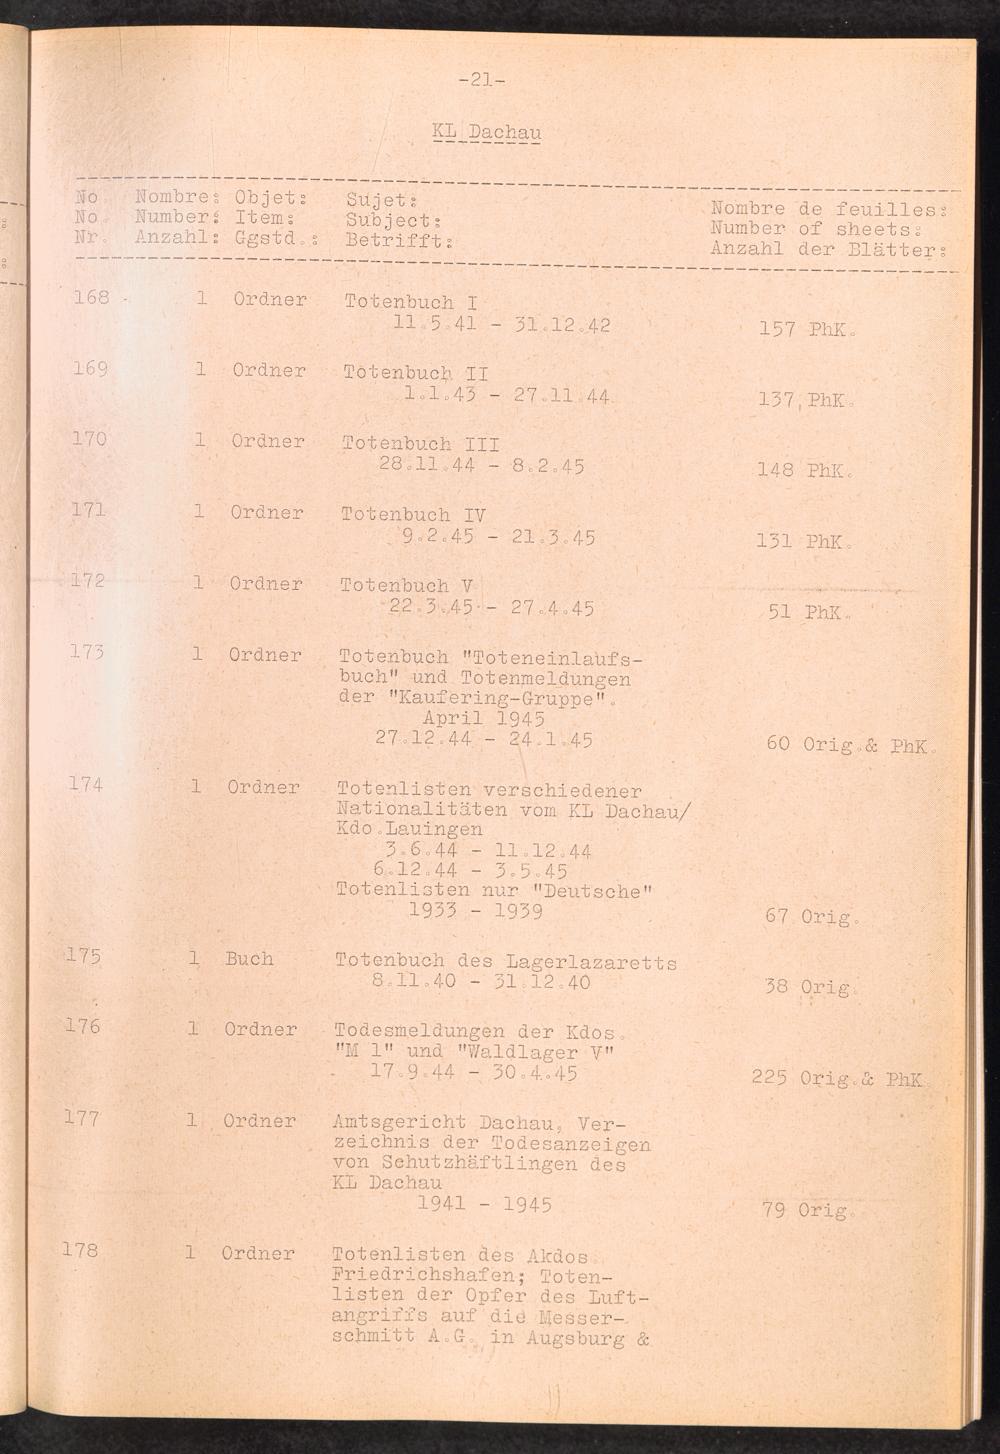 -21-
KL Dachau
No. Nombre: Objet: Sujet: Nombre de feuilles:
No. Number: Item: Subject: Number of sheets:
Nr. Anzahl: Ggstd.: Betrifft: Anzahl der Blätter:
168 1 Ordner Totenbuch I
11.5.41 - 31.12.42 157 PhK.
169 1 Ordner Totenbuch II
1.1.43 - 27.11.44 137 PhK.
170 1 Ordner Totenbuch III
28.11.44 - 8.2.45 148 PhK.
171 1 Ordner Totenbuch IV
9.2.45 - 21.3.45 131 PhK.
172 1 Ordner Totenbuch V
22.3.45 - 27.4.45 51 PhK.
173 1 Ordner Totenbuch "Toteneinlaufs-
buch" und Totenmeldungen
der "Kaufering-Gruppe".
April 1945
27.12.44 - 24.1.45 60 Orig.& PhK.
174 1 Ordner Totenlisten verschiedener
Nationalitäten vom KL Dachau/
Kdo.Lauingen
3.6.44 - 11.12.44
6.12.44 - 3.5.45
Totenlisten nur "Deutsche"
1933 - 1939 67 Orig.
175 1 Buch Totenbuch des Lagerlazaretts
8.11.40 - 31.12.40 38 Orig.
176 1 Ordner Todesmeldungen der Kdos.
"M 1" und "Waldlager V"
17.9.44 - 30.4.45 225 Orig.& PhK.
177 1 Ordner Amtsgericht Dachau, Ver-
zeichnis der Todesanzeigen
von Schutzhäftlingen des
KL Dachau
1941 - 1945 79 Orig.
178 1 Ordner Totenlisten des Akdos.
Friedrichshafen; Toten-
listen der Opfer des Luft-
angriffs auf die Messer-
schmitt A.G. in Augsburg &